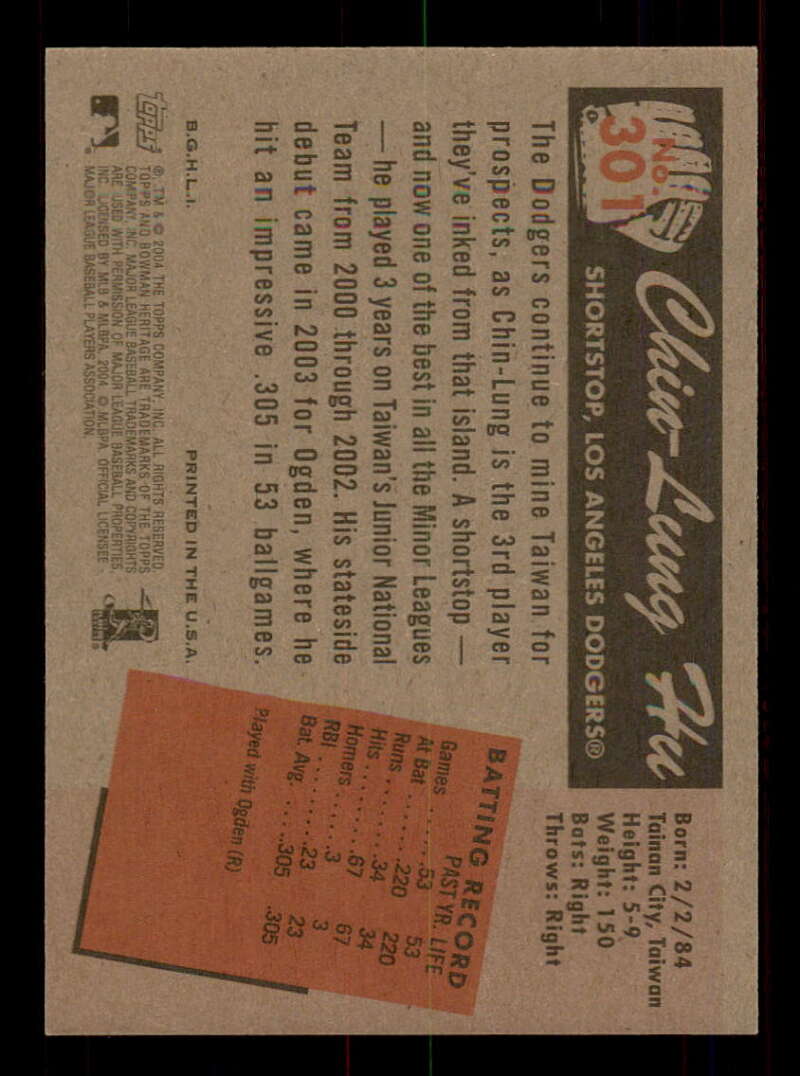 No.
301
Chin-Lung Hu
SHORTSTOP, LOS ANGELES DODGERS®
Born: 2/2/84
Tainan City, Taiwan
Height: 5-9
Weight: 150
Bats: Right
Throws: Right
The Dodgers continue to mine Taiwan for
prospects, as Chin-Lung is the 3rd player
they've inked from that island. A shortstop —
and now one of the best in all the Minor Leagues
— he played 3 years on Taiwan's Junior National
Team from 2000 through 2002. His stateside
debut came in 2003 for Ogden, where he
hit an impressive .305 in 53 ballgames.
BATTING RECORD
PAST YR. LIFE
Games.......53 53
At Bat.....220 220
Runs........34 34
Hits........67 67
Homers......3 3
RBI........23 23
Bat. Avg......305 .305
Played with Ogden (R)
B.G.H.L.I. PRINTED IN THE U.S.A.
Topps
®, TM & © 2004 THE TOPPS COMPANY, INC. ALL RIGHTS RESERVED.
TOPPS AND BOWMAN HERITAGE ARE TRADEMARKS OF THE TOPPS
COMPANY, INC. MAJOR LEAGUE BASEBALL TRADEMARKS AND COPYRIGHTS
ARE USED WITH PERMISSION OF MAJOR LEAGUE BASEBALL PROPERTIES,
INC. LICENSED BY MLB & MLBPA. 2004 © MLBPA. OFFICIAL LICENSEE -
MAJOR LEAGUE BASEBALL PLAYERS ASSOCIATION